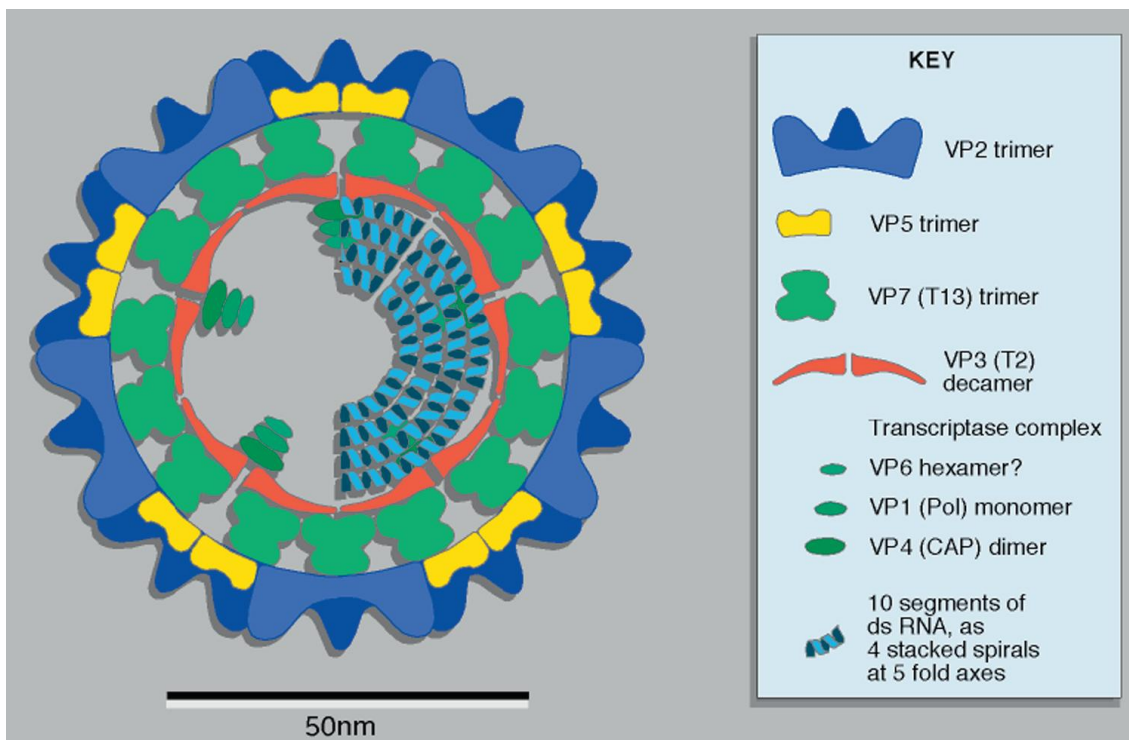 KEY
VP2 trimer
VP5 trimer
VP7 (T13) trimer
VP3 (T2)
decamer
Transcriptase complex
VP6 hexamer?
VP1 (Pol) monomer
VP4 (CAP) dimer
10 segments of
ds RNA, as
4 stacked spirals
at 5 fold axes
50nm